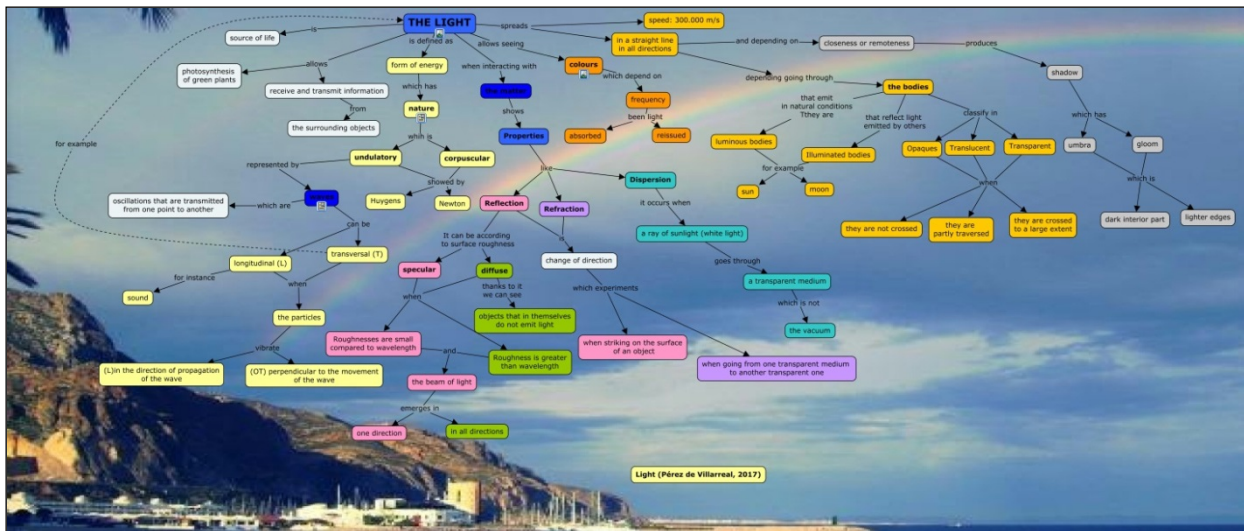 THE LIGHT
is
source of life
allows
photosynthesis
of green plants
receive and transmit information
from
the surrounding objects
for example
is defined as
form of energy
which has
nature
whin is
undulatory
corpuscular
showed by
Huygens
Newton
represented by
which are
oscillations that are transmitted
from one point to another
can be
longitudinal (L)
transversal (T)
for instance
sound
when
the particles
vibrate
(L)in the direction of propagation
of the wave
(OT) perpendicular to the movement
of the wave
when interacting with
the matter
shows
Properties
like
Reflection
Refraction
Dispersion
It can be according
to surface roughness
specular
diffuse
when
thanks to it
we can see
objects that in themselves
do not emit light
Roughnesses are small
compared to wavelength
and
Roughness is greater
than wavelength
the beam of light
emerges in
one direction
in all directions
is
change of direction
which experiments
when striking on the surface
of an object
when going from one transparent medium
to another transparent one
it occurs when
a ray of sunlight (white light)
goes through
a transparent medium
which is not
the vacuum
allows seeing
colours
which depend on
frequency
been light
absorbed
reissued
spreads
speed: 300.000 m/s
in a straight line
in all directions
and depending on
closeness or remoteness
produces
shadow
which has
umbra
gloom
which is
dark interior part
lighter edges
depending going through
the bodies
that emit
in natural conditions
Tthey are
luminous bodies
that reflect light
emitted by others
Illuminated bodies
for example
sun
moon
classify in
Opaques
Translucent
Transparent
when
they are not crossed
they are
partly traversed
they are crossed
to a large extent
Light (Pérez de Villarreal, 2017)